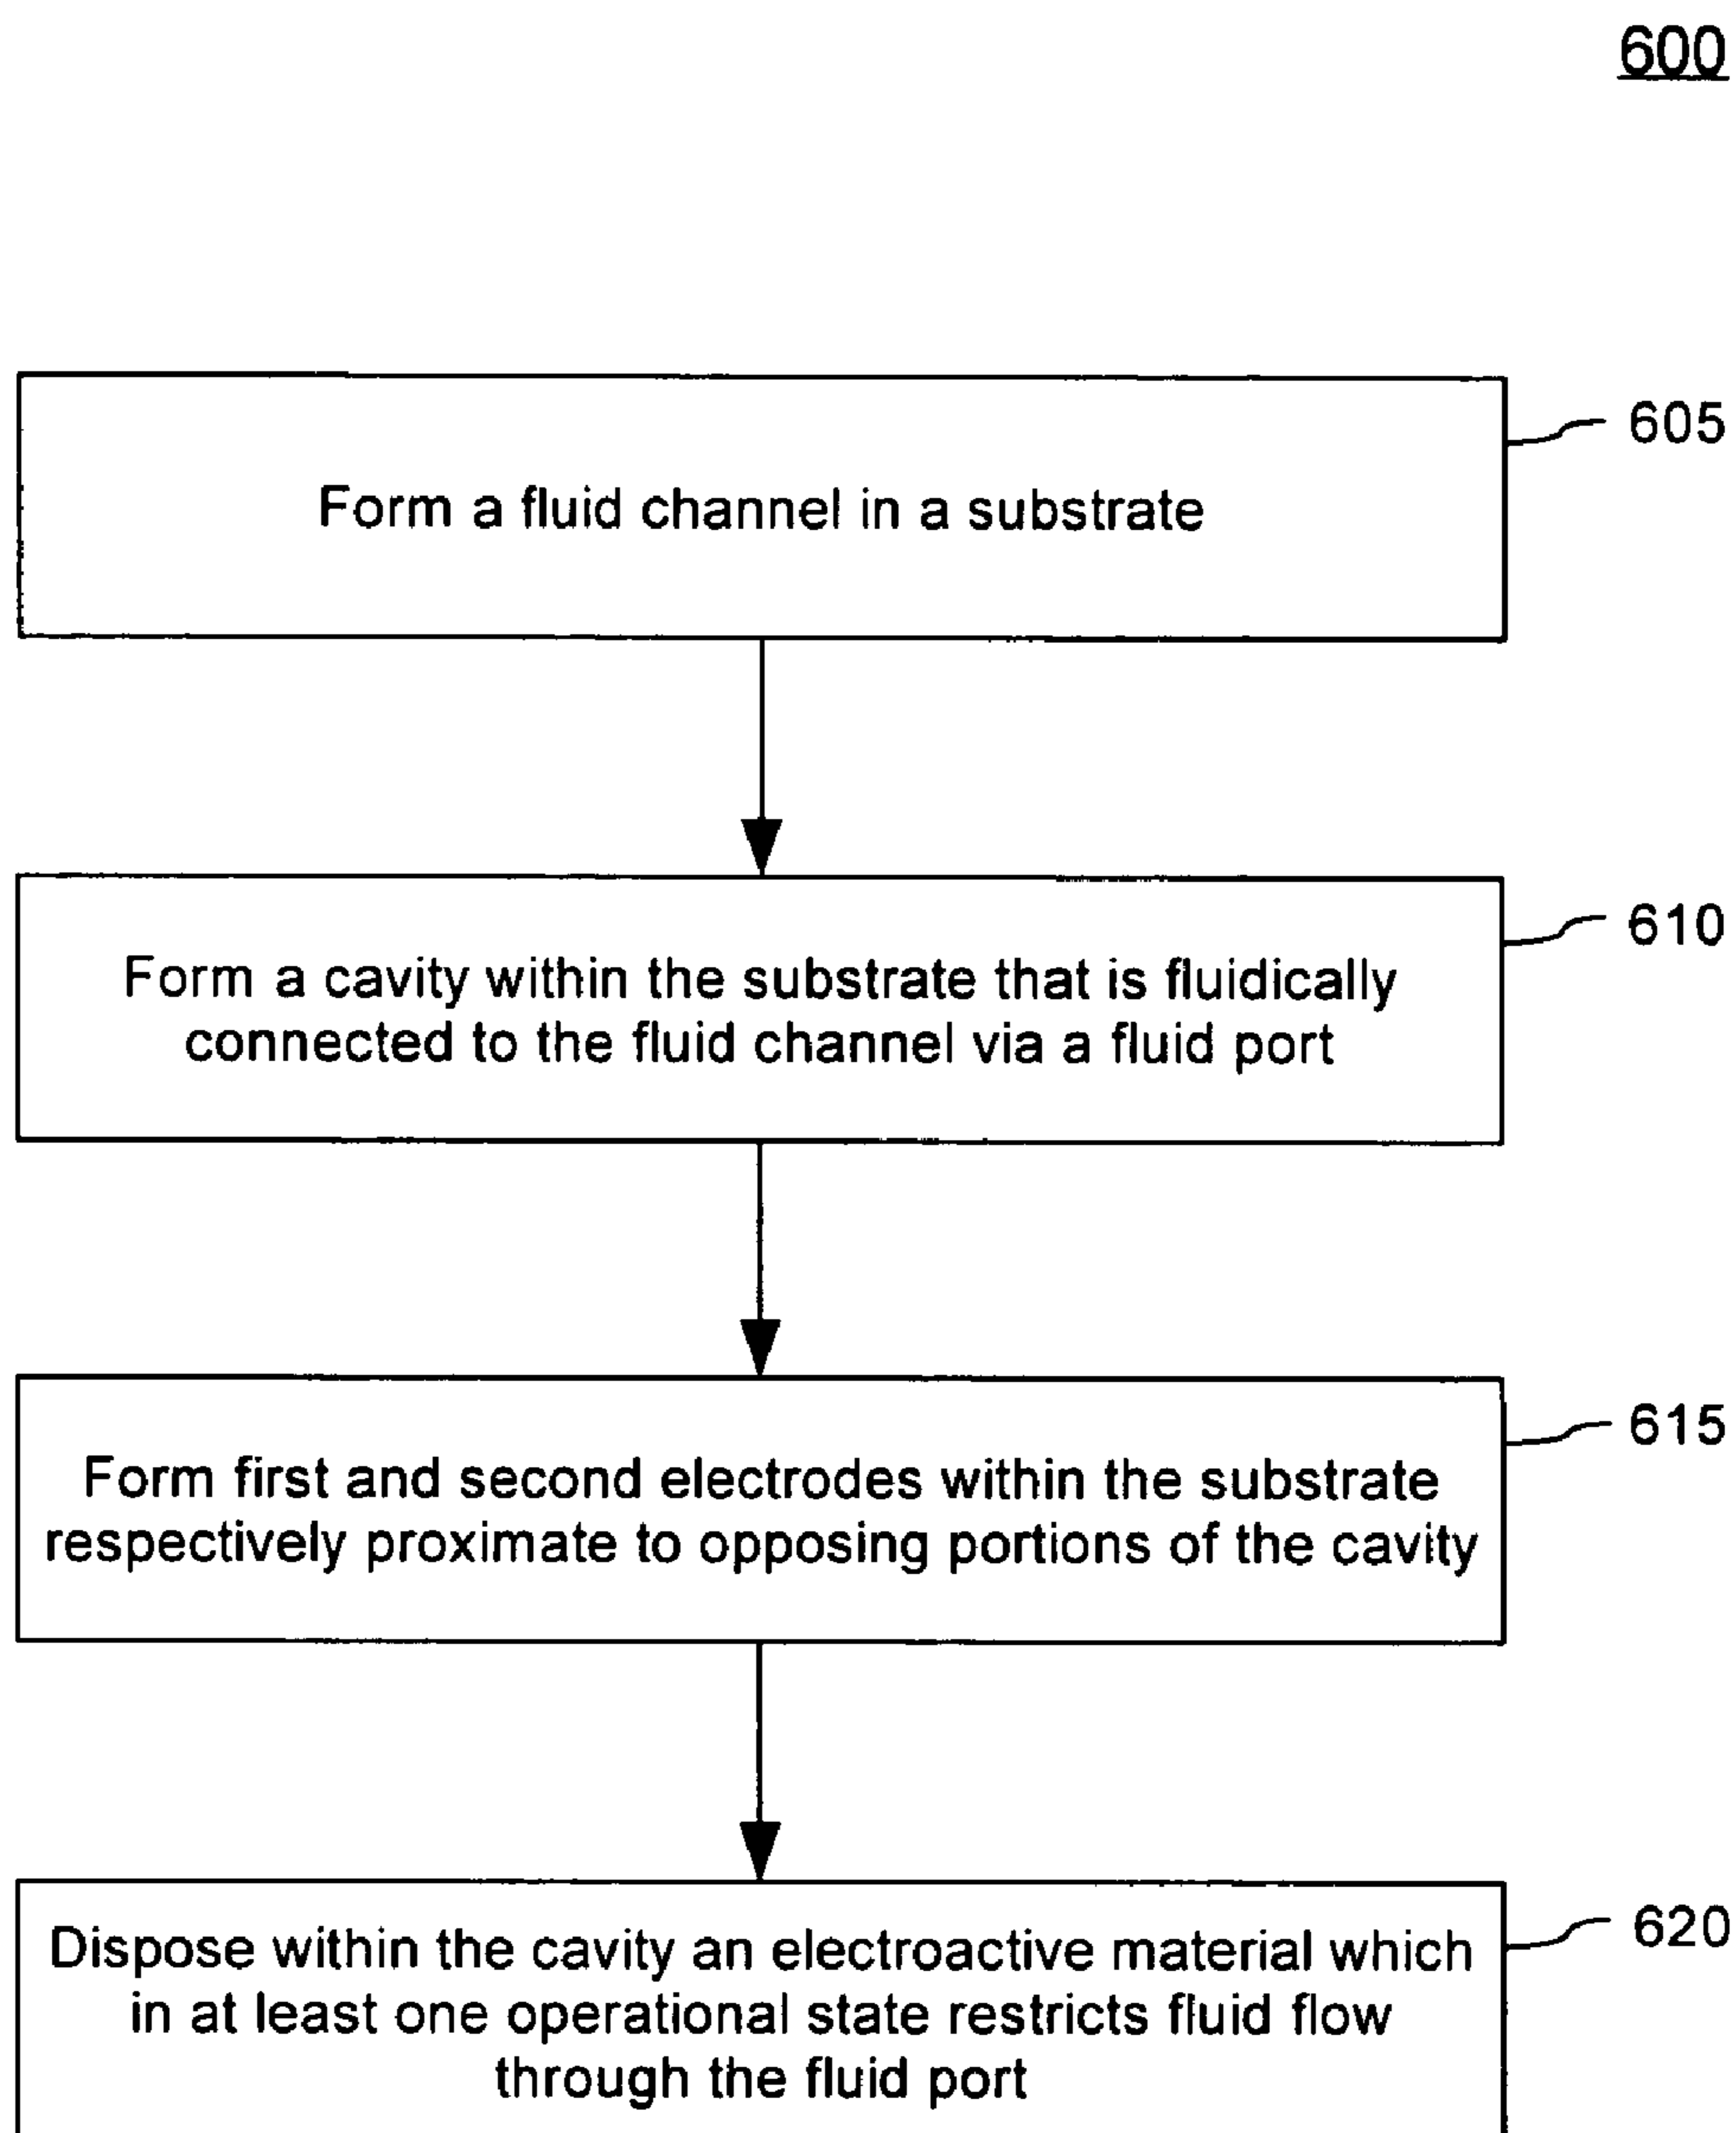 600
605
Form a fluid channel in a substrate
610
Form a cavity within the substrate that is fluidically
connected to the fluid channel via a fluid port
615
Form first and second electrodes within the substrate
respectively proximate to opposing portions of the cavity
620
Dispose within the cavity an electroactive material which
in at least one operational state restricts fluid flow
through the fluid port